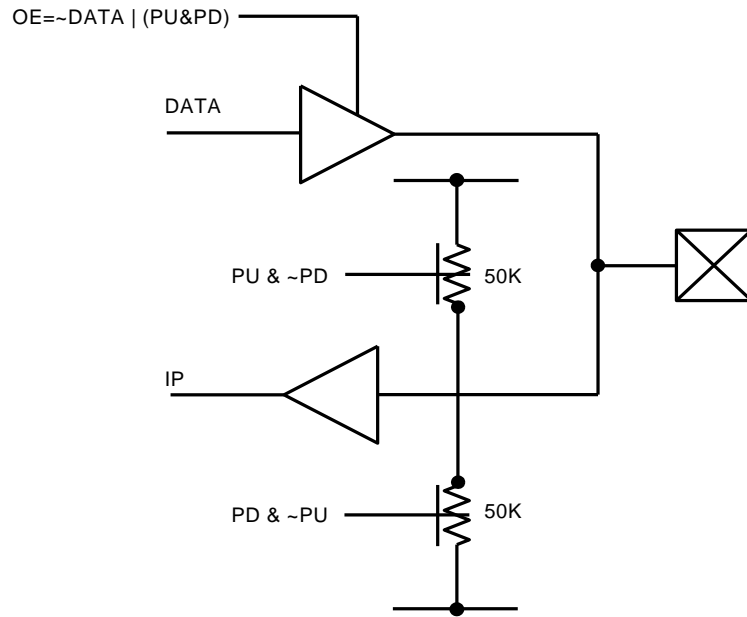 OE=~DATA | (PU&PD)
DATA
PU & ~PD
50K
IP
PD & ~PU
50K